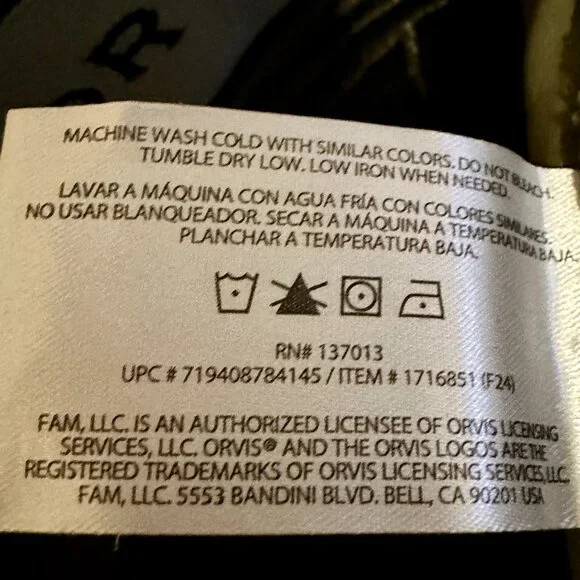 MACHINE WASH COLD WITH SIMILAR COLORS. DO NOT BLEACH.
TUMBLE DRY LOW. LOW IRON WHEN NEEDED.
LAVAR A MÁQUINA CON AGUA FRÍA CON COLORES SIMILARES.
NO USAR BLANQUEADOR. SECAR A MÁQUINA A TEMPERATURA BAJA.
PLANCHAR A TEMPERATURA BAJA.
RN# 137013
UPC # 719408784145 / ITEM # 1716851 (F24)
FAM, LLC. IS AN AUTHORIZED LICENSEE OF ORVIS LICENSING
SERVICES, LLC. ORVIS® AND THE ORVIS LOGOS ARE THE
REGISTERED TRADEMARKS OF ORVIS LICENSING SERVICES, LLC.
FAM, LLC. 5553 BANDINI BLVD. BELL, CA 90201 USA